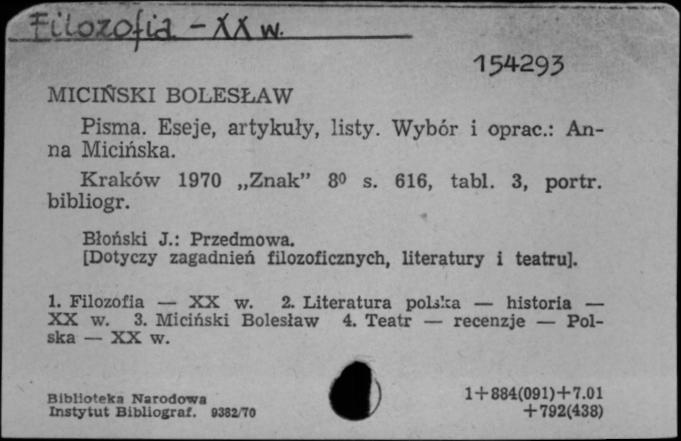 Filozofia - XX w.
154293
MICIŃSKI BOLESŁAW
Pisma. Eseje, artykuły, listy. Wybór i oprac.: An-
na Micińska.
Kraków 1970 „Znak” 8⁰ s. 616, tabl. 3, portr.
bibliogr.
Błoński J.: Przedmowa.
[Dotyczy zagadnień filozoficznych, literatury i teatru].
1. Filozofia — XX w. 2. Literatura polska — historia —
XX w. 3. Miciński Bolesław 4. Teatr — recenzje — Pol-
ska — XX w.
Biblioteka Narodowa
Instytut Bibliograf. 9382/70
1+884(091)+7.01
+792(438)